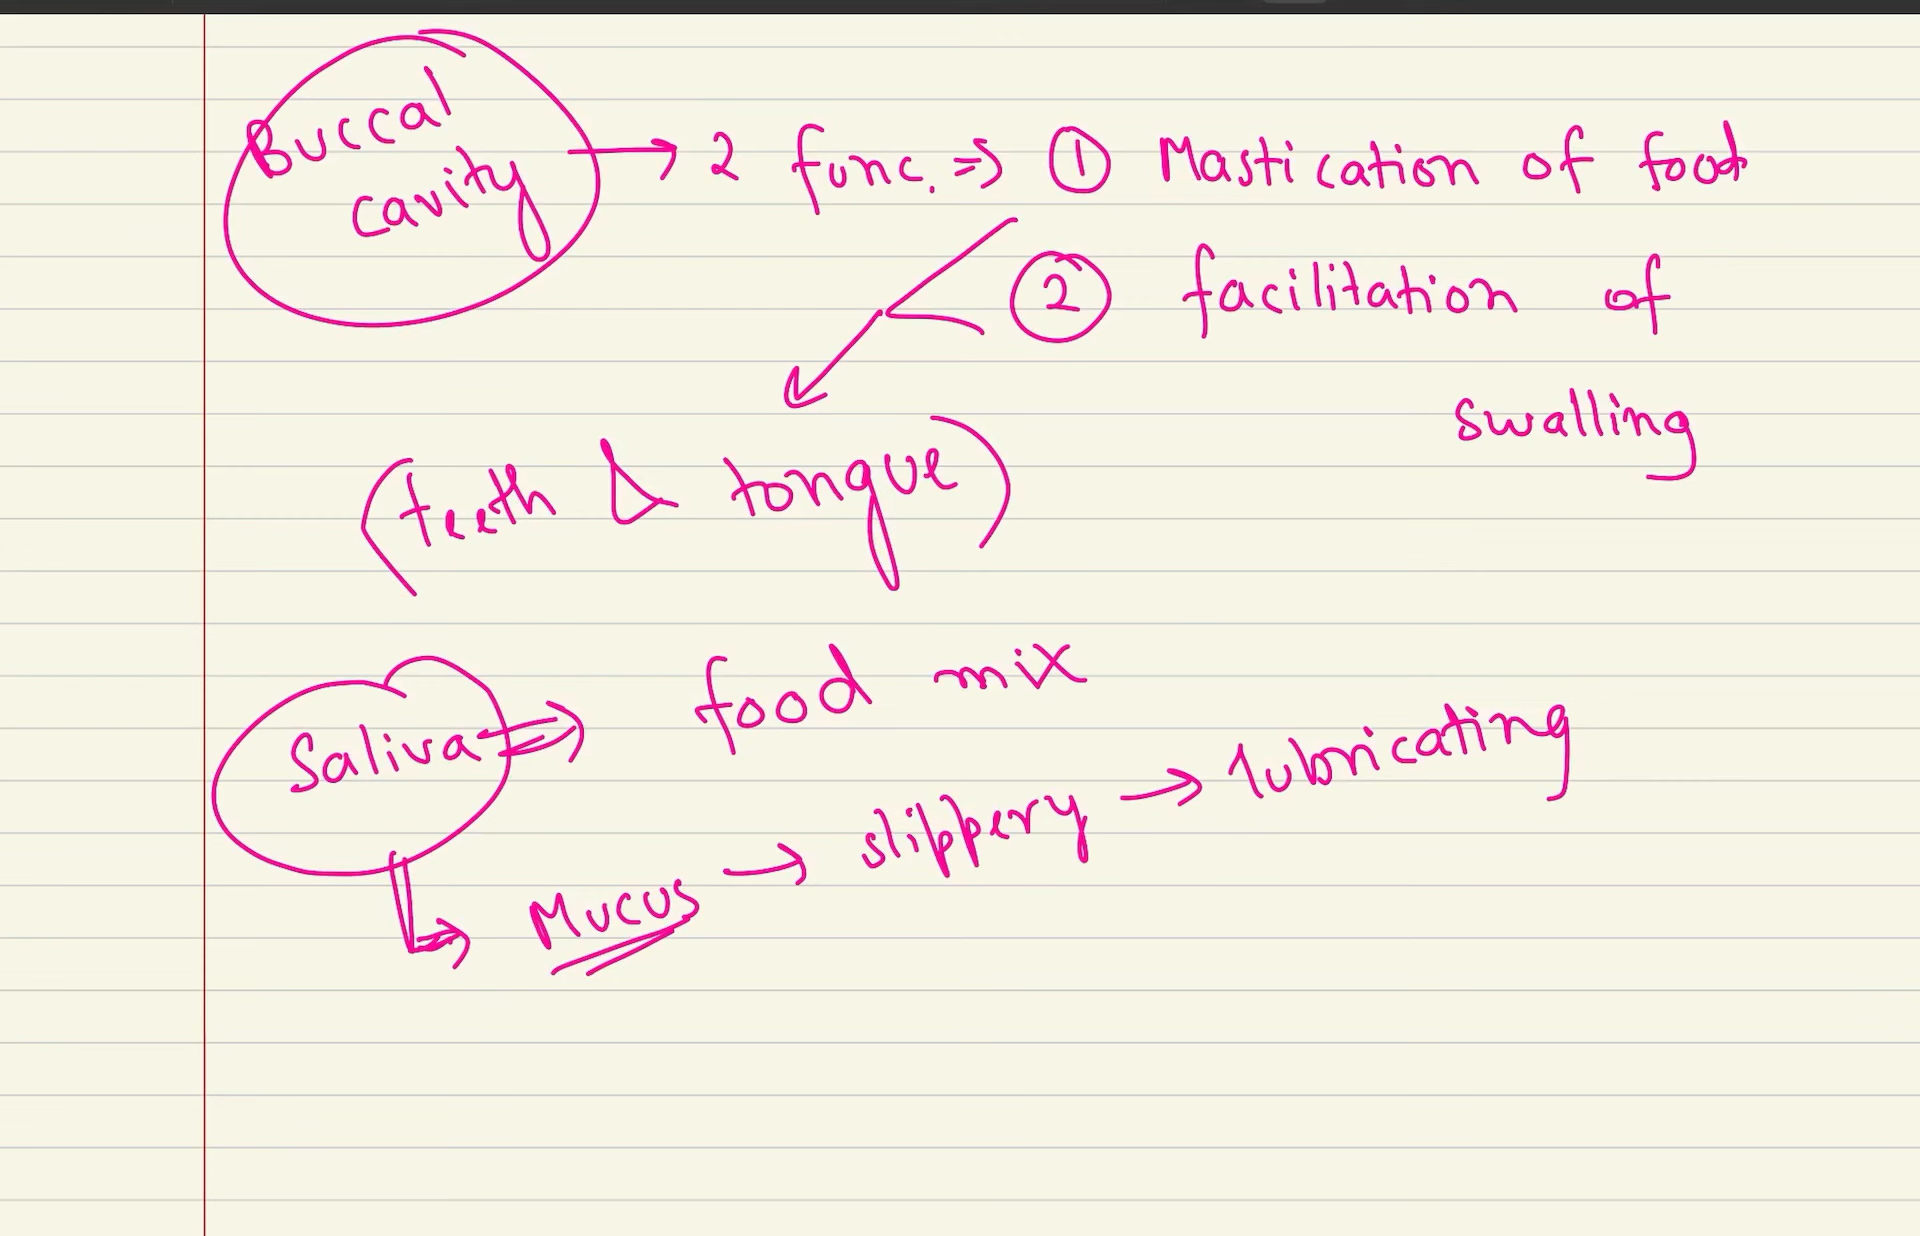 Buccal cavity → 2 func. ⇒ ① Mastication of food
② facilitation of
swalling
(teeth & tongue)
Saliva ⇒ food mix
→ Mucus → slippery → lubricating